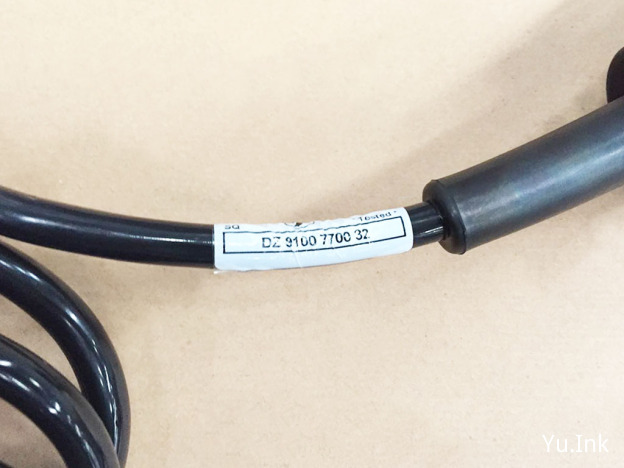 SQ "Tested"
DZ 9100 7700 32
Yu.Ink